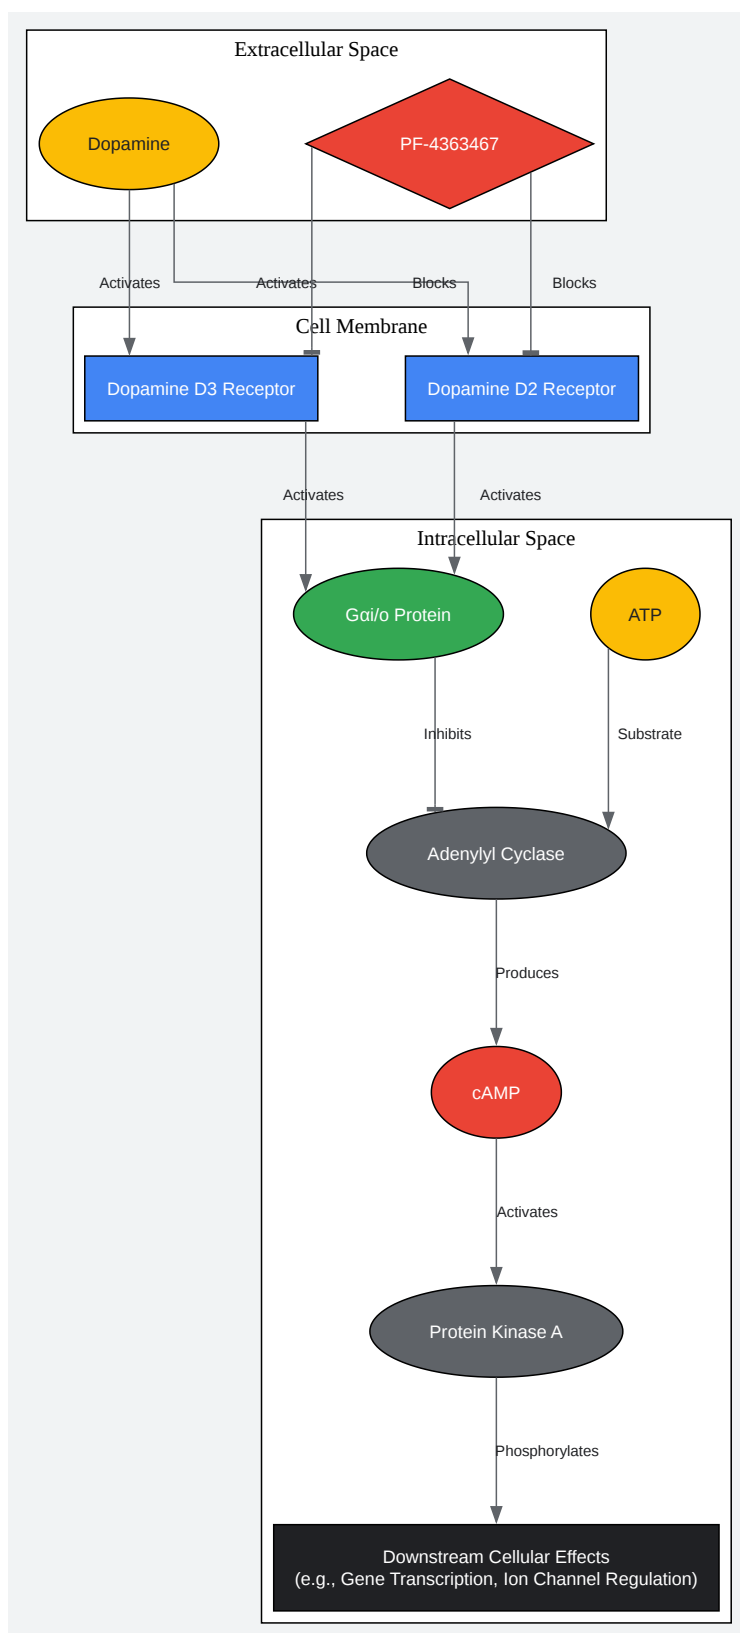 Extracellular Space
Dopamine
PF-4363467
Activates
Activates
Blocks
Blocks
Cell Membrane
Dopamine D3 Receptor
Dopamine D2 Receptor
Activates
Activates
Intracellular Space
Gαi/o Protein
ATP
Inhibits
Substrate
Adenylyl Cyclase
Produces
cAMP
Activates
Protein Kinase A
Phosphorylates
Downstream Cellular Effects
(e.g., Gene Transcription, Ion Channel Regulation)